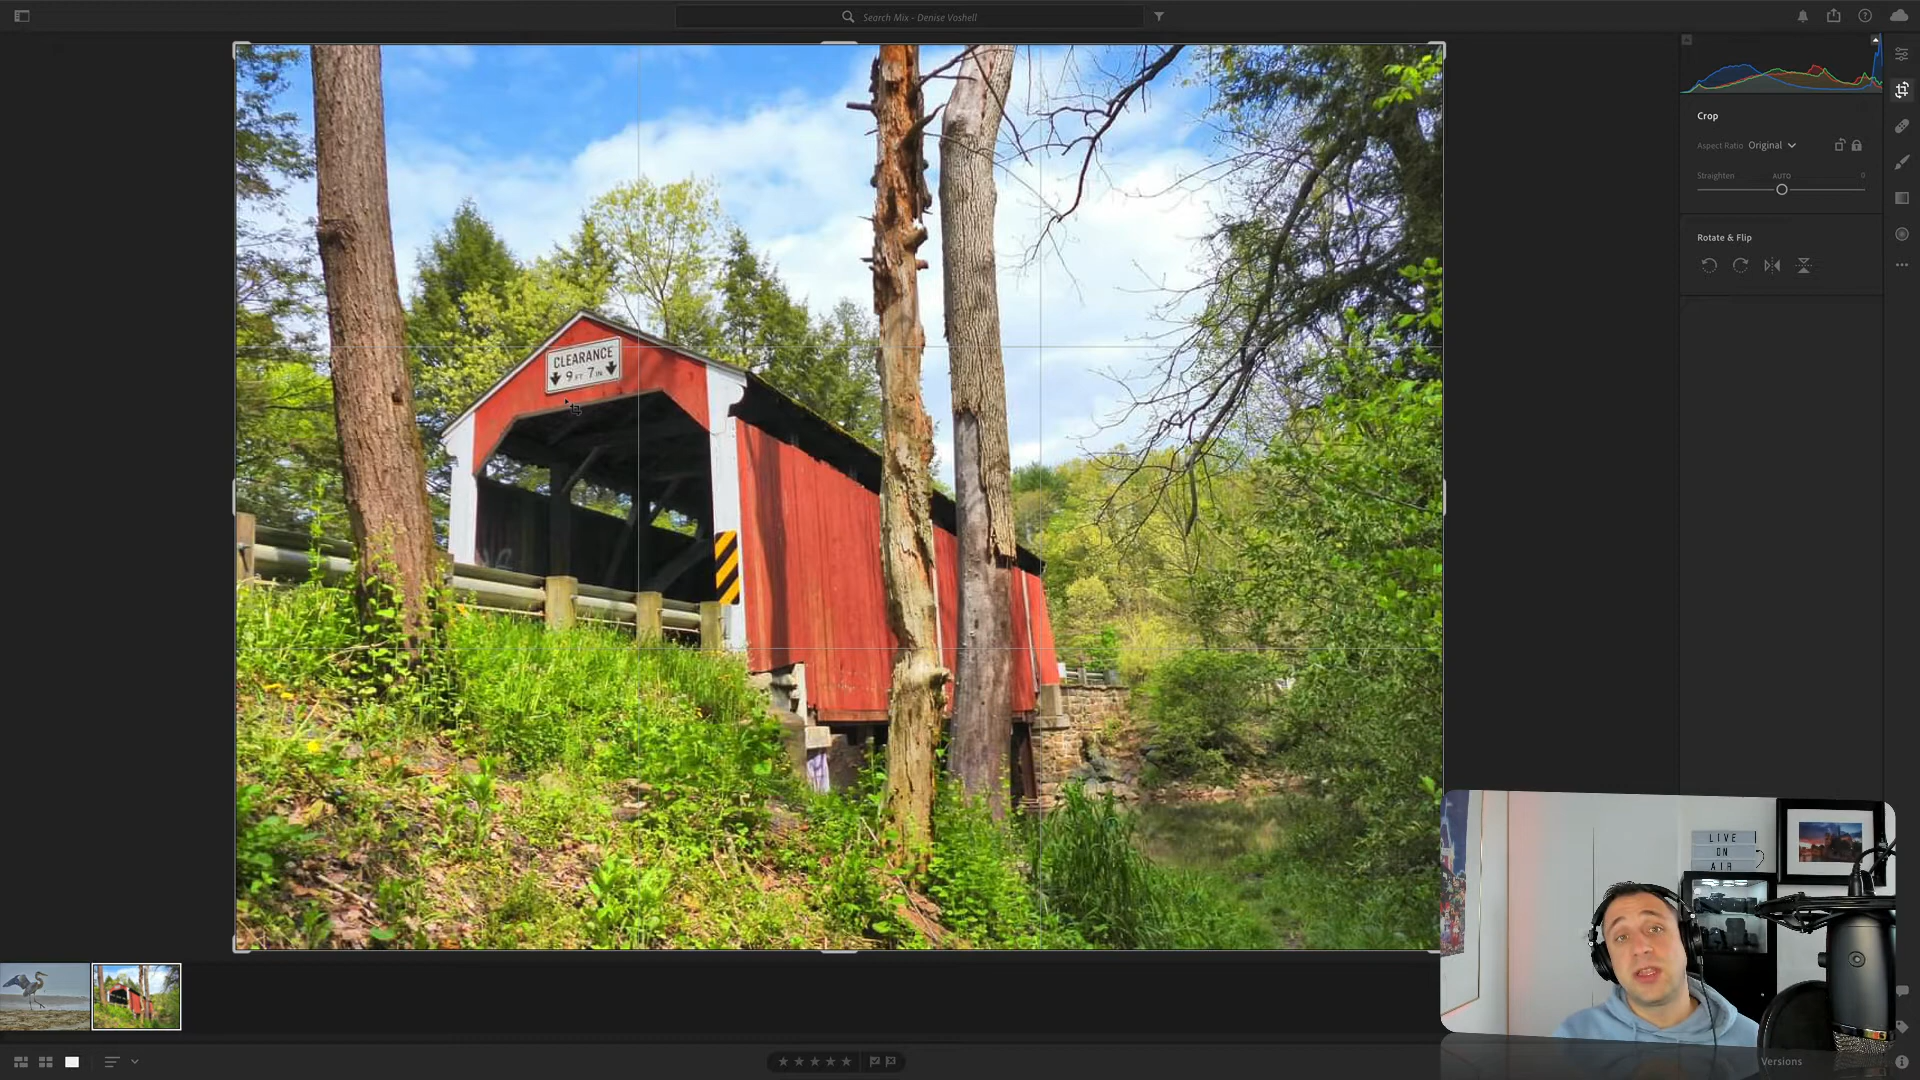 Search Mix - Denise Voshell
Crop
Aspect Ratio Original
Straighten AUTO 0
Rotate & Flip
CLEARANCE
9 FT 7 IN
LIVE
ON
AIR
Versions